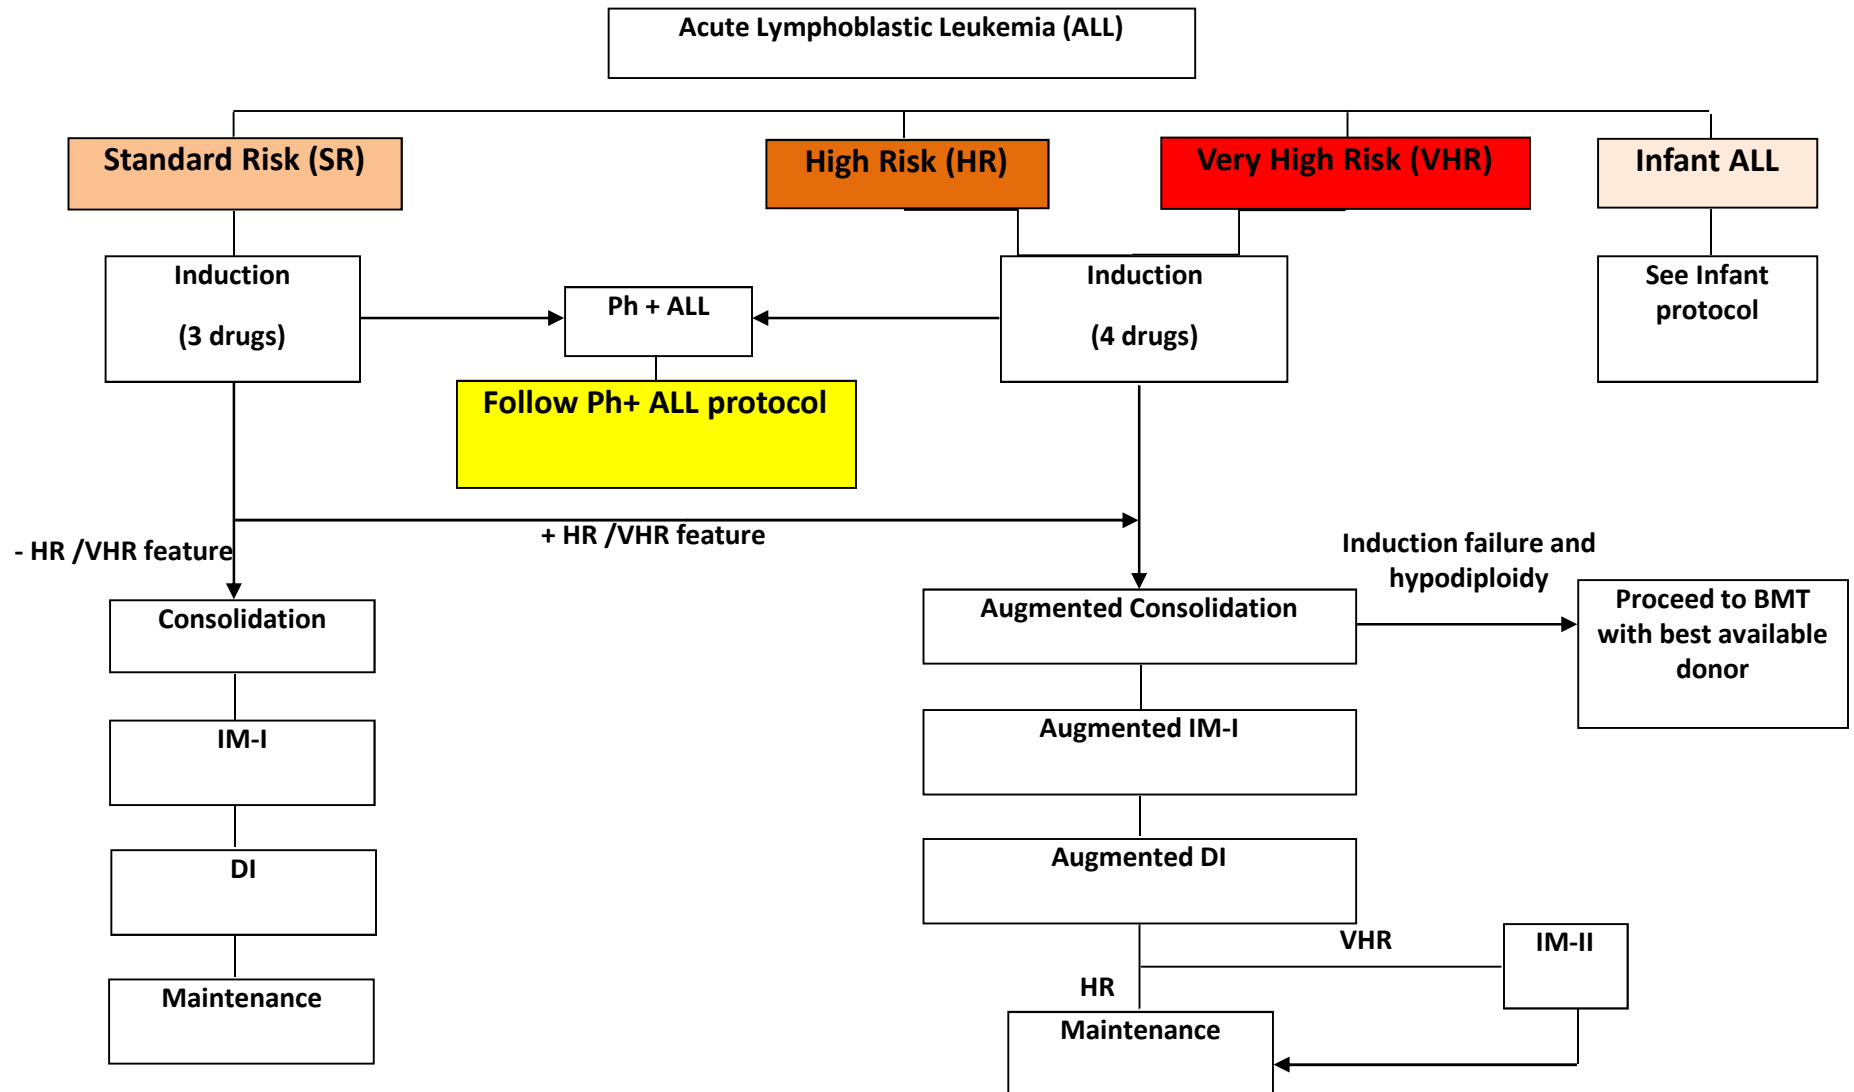 Acute Lymphoblastic Leukemia (ALL)
Standard Risk (SR)
High Risk (HR)
Very High Risk (VHR)
Infant ALL
Induction
(3 drugs)
Ph + ALL
Induction
(4 drugs)
See Infant
protocol
Follow Ph+ ALL protocol
- HR /VHR feature
+ HR /VHR feature
Induction failure and
hypodiploidy
Consolidation
Augmented Consolidation
Proceed to BMT
with best available
donor
IM-I
Augmented IM-I
DI
Augmented DI
VHR
IM-II
HR
Maintenance
Maintenance